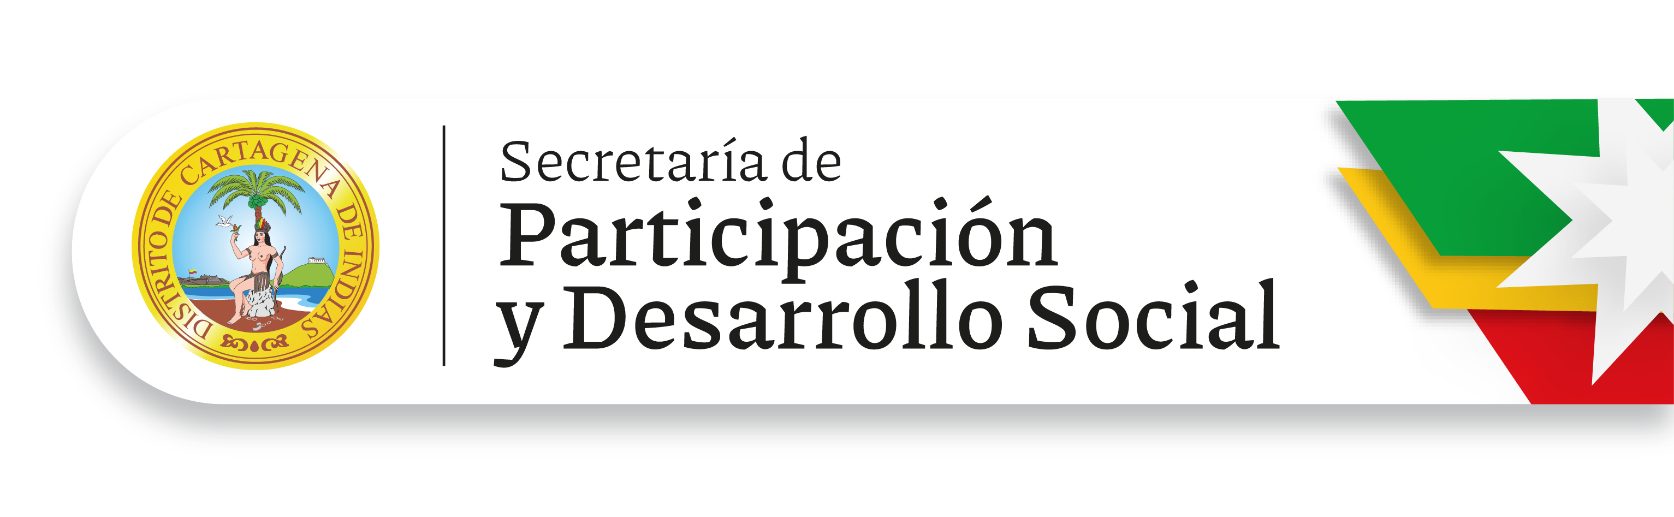 DISTRITO DE CARTAGENA DE INDIAS
Secretaría de
Participación
y Desarrollo Social